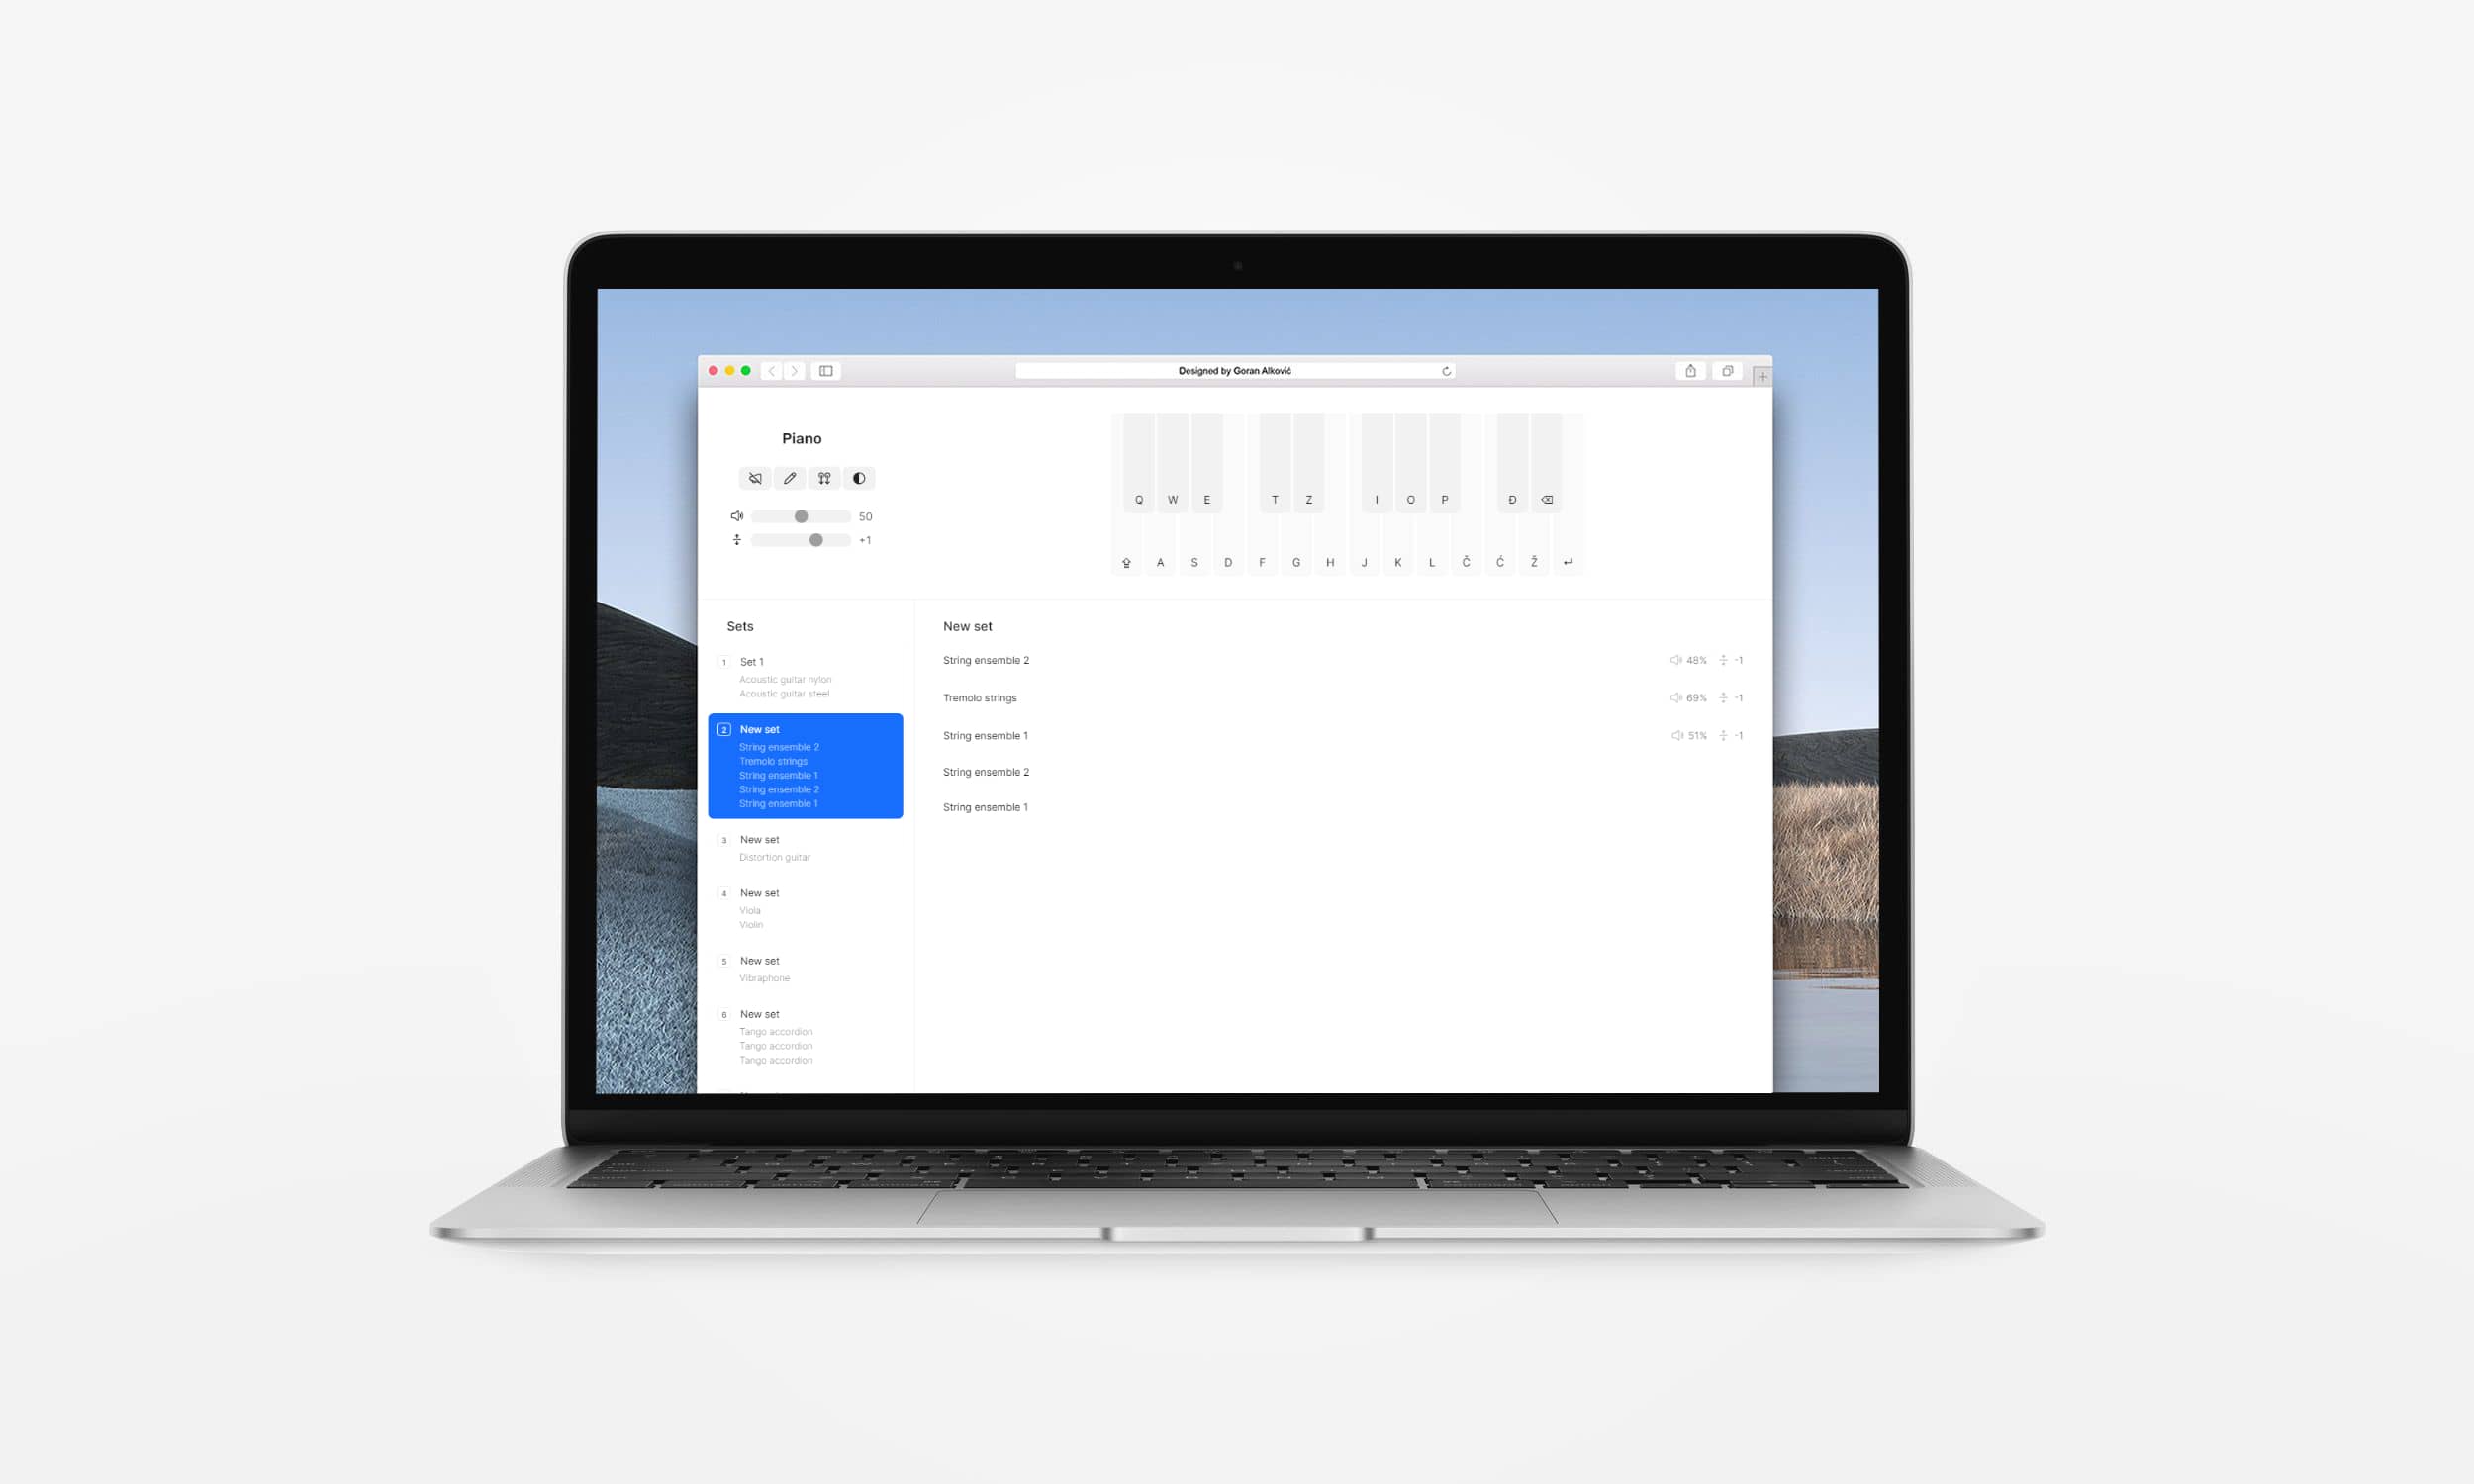 Designed by Goran Alković
Piano
50
+1
Q W E T Z I O P Đ
A S D F G H J K L Č Ć Ž
Sets
1 Set 1
Acoustic guitar nylon
Acoustic guitar steel
2 New set
String ensemble 2
Tremolo strings
String ensemble 1
String ensemble 2
String ensemble 1
3 New set
Distortion guitar
4 New set
Viola
Violin
5 New set
Vibraphone
6 New set
Tango accordion
Tango accordion
Tango accordion
New set
String ensemble 2 48% -1
Tremolo strings 69% -1
String ensemble 1 51% -1
String ensemble 2
String ensemble 1